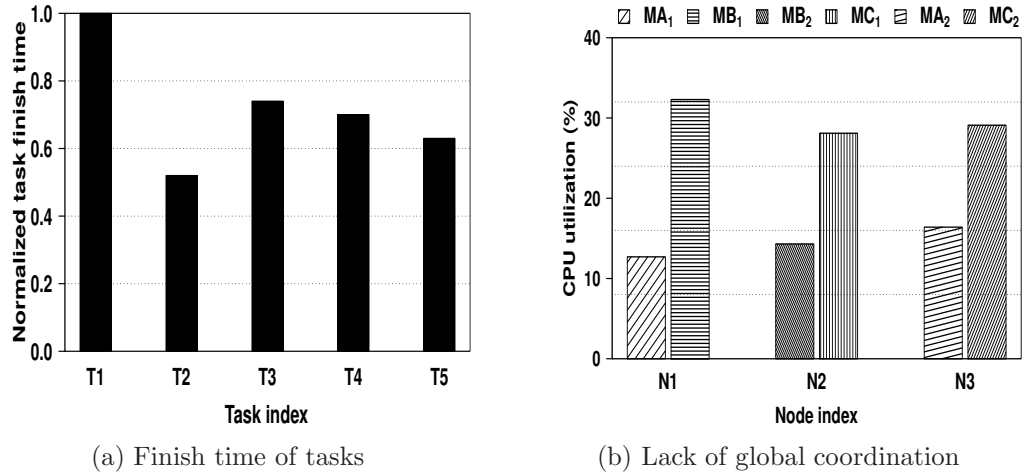 1.0
0.8
0.6
0.4
0.2
0.0
Normalized task finish time
T1 T2 T3 T4 T5
Task index
(a) Finish time of tasks
MA₁ MB₁ MB₂ MC₁ MA₂ MC₂
40
30
20
10
0
CPU utilization (%)
N1 N2 N3
Node index
(b) Lack of global coordination